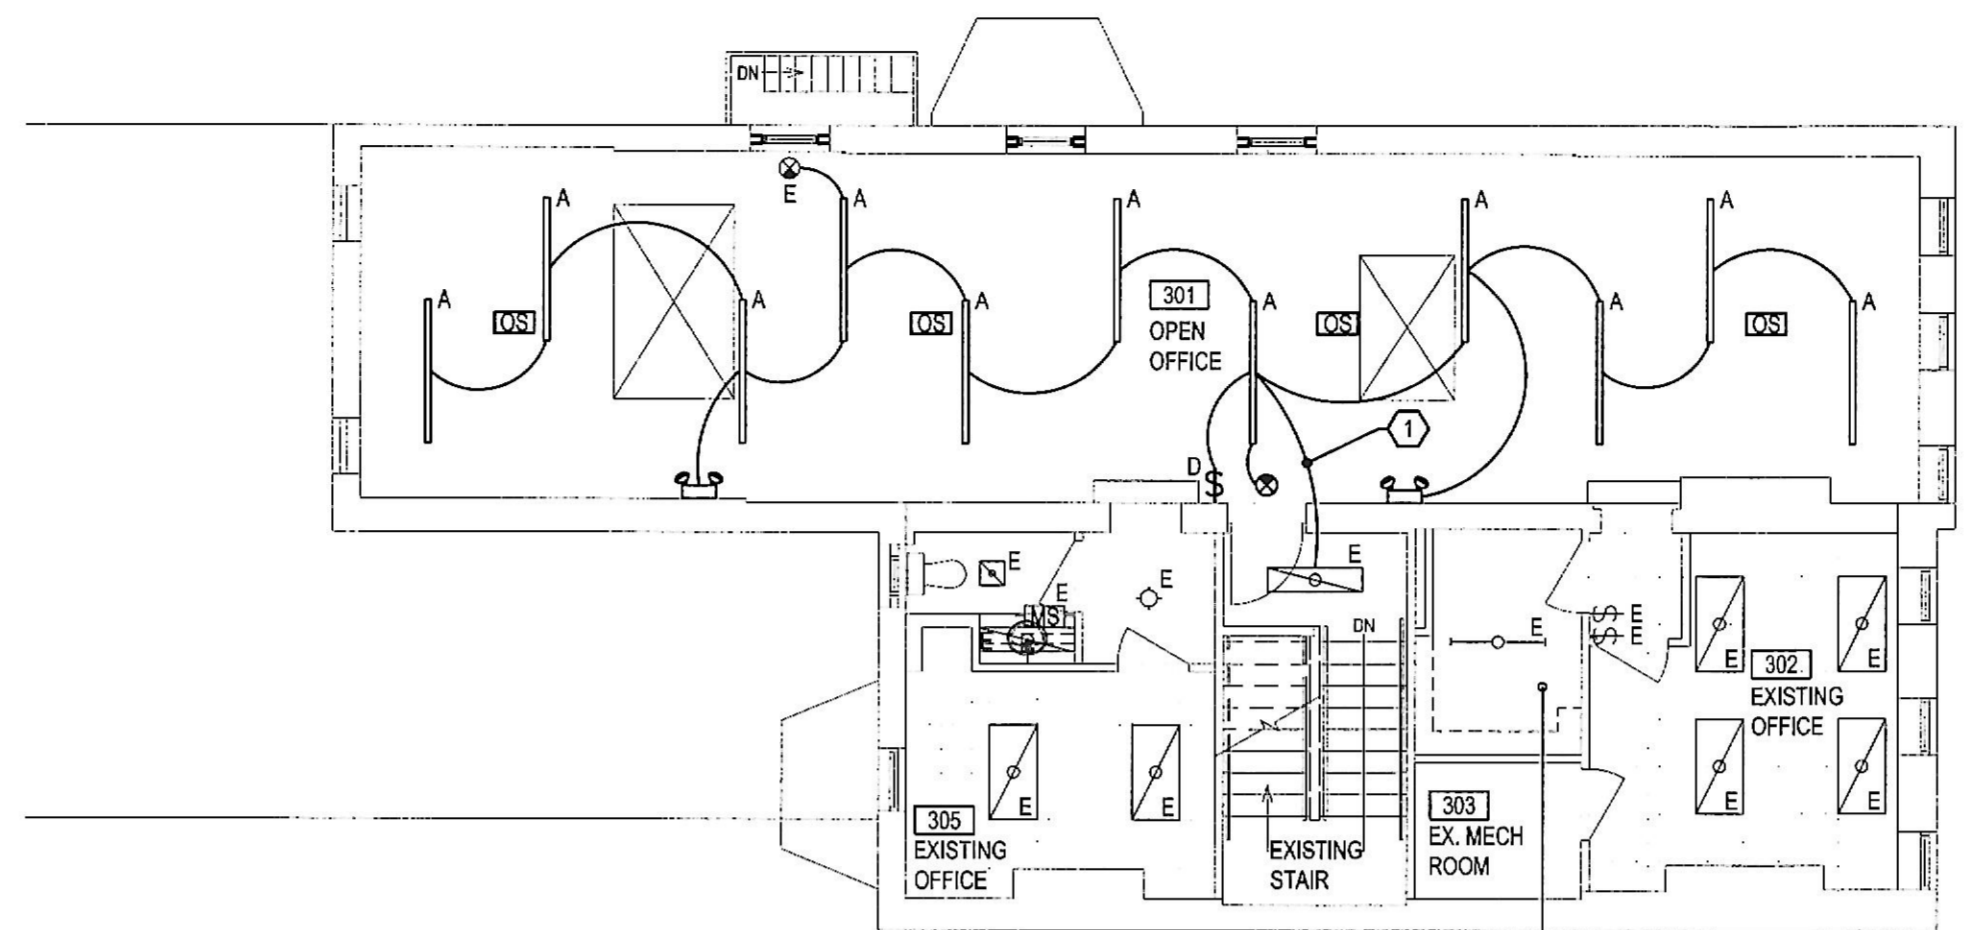 DN
E
A
A
A
A
A
A
A
A
A
A
A
A
OS
OS
301
OPEN
OFFICE
OS
OS
1
D
S
E
E
E
MS
E
E
DN
E
S E
S E
E
E
302
EXISTING
OFFICE
E
E
E
E
305
EXISTING
OFFICE
EXISTING
STAIR
303
EX. MECH
ROOM